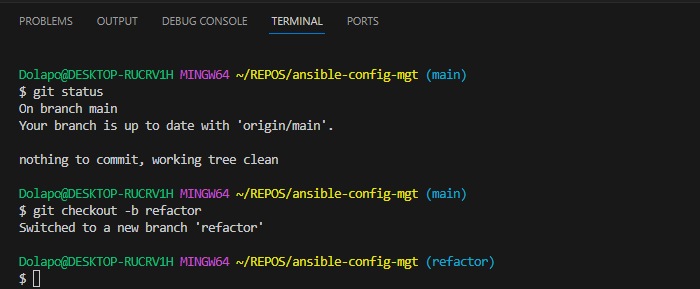 PROBLEMS OUTPUT DEBUG CONSOLE TERMINAL PORTS
Dolapo@DESKTOP-RUCRV1H MINGW64 ~/REPOS/ansible-config-mgt (main)
$ git status
On branch main
Your branch is up to date with 'origin/main'.
nothing to commit, working tree clean
Dolapo@DESKTOP-RUCRV1H MINGW64 ~/REPOS/ansible-config-mgt (main)
$ git checkout -b refactor
Switched to a new branch 'refactor'
Dolapo@DESKTOP-RUCRV1H MINGW64 ~/REPOS/ansible-config-mgt (refactor)
$